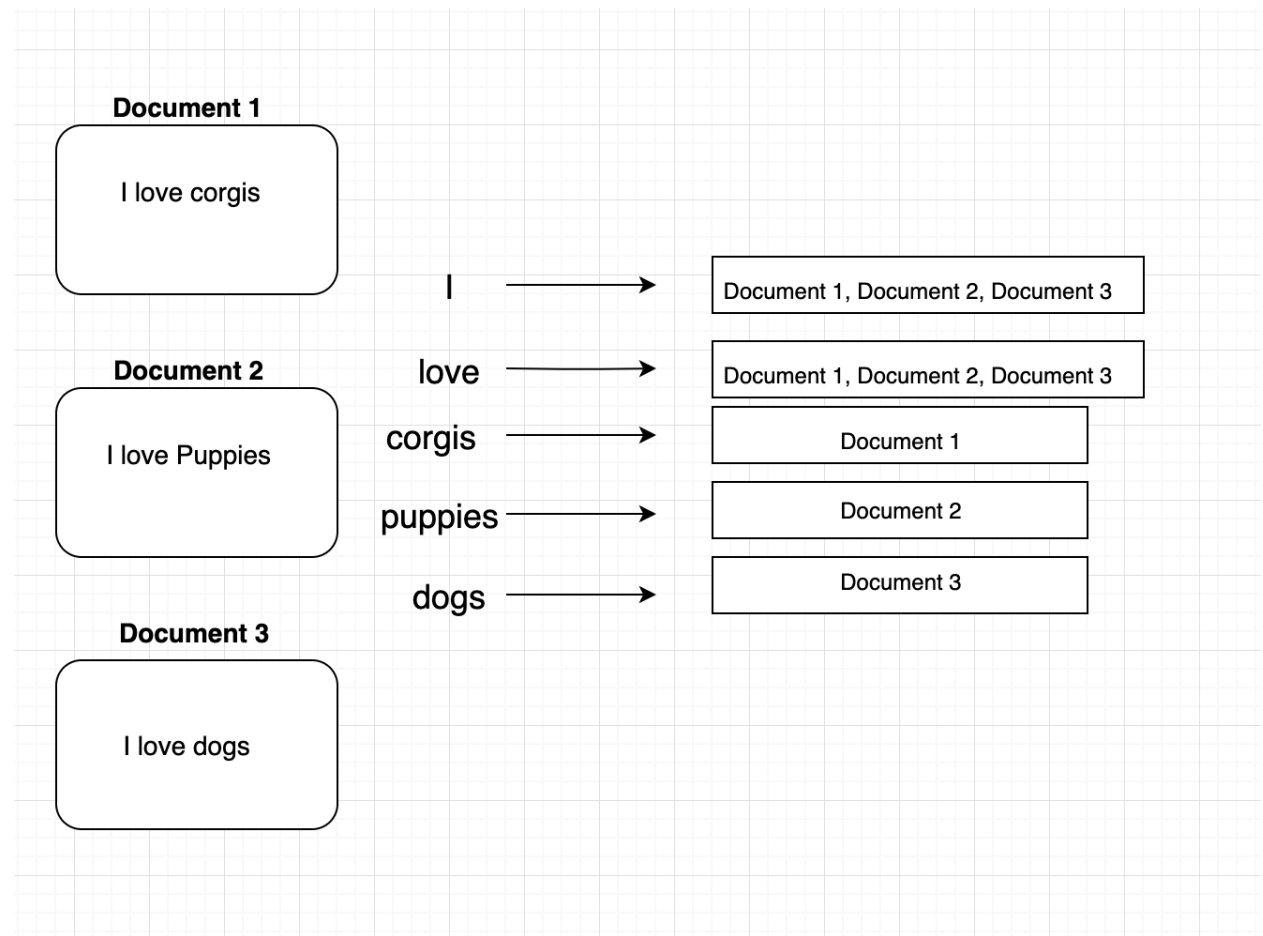 Document 1
I love corgis
Document 2
I love Puppies
Document 3
I love dogs
I
Document 1, Document 2, Document 3
love
Document 1, Document 2, Document 3
corgis
Document 1
puppies
Document 2
dogs
Document 3